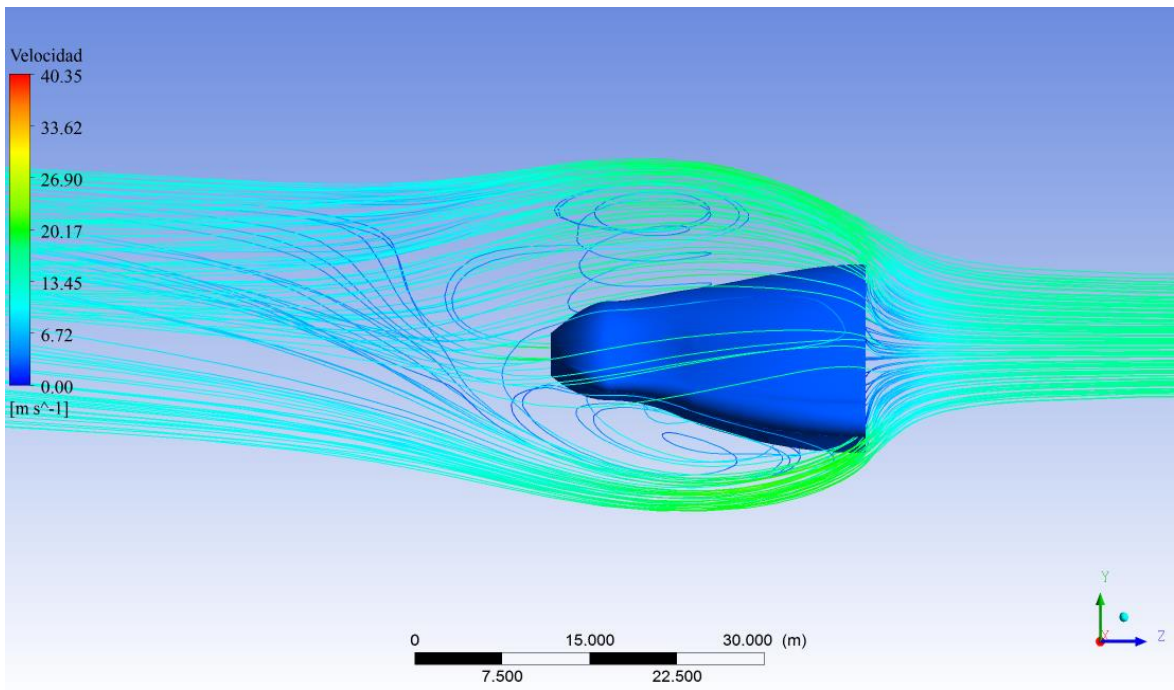 Velocidad
40.35
33.62
26.90
20.17
13.45
6.72
0.00
[m s^-1]
Y
X
Z
0 15.000 30.000 (m)
7.500 22.500